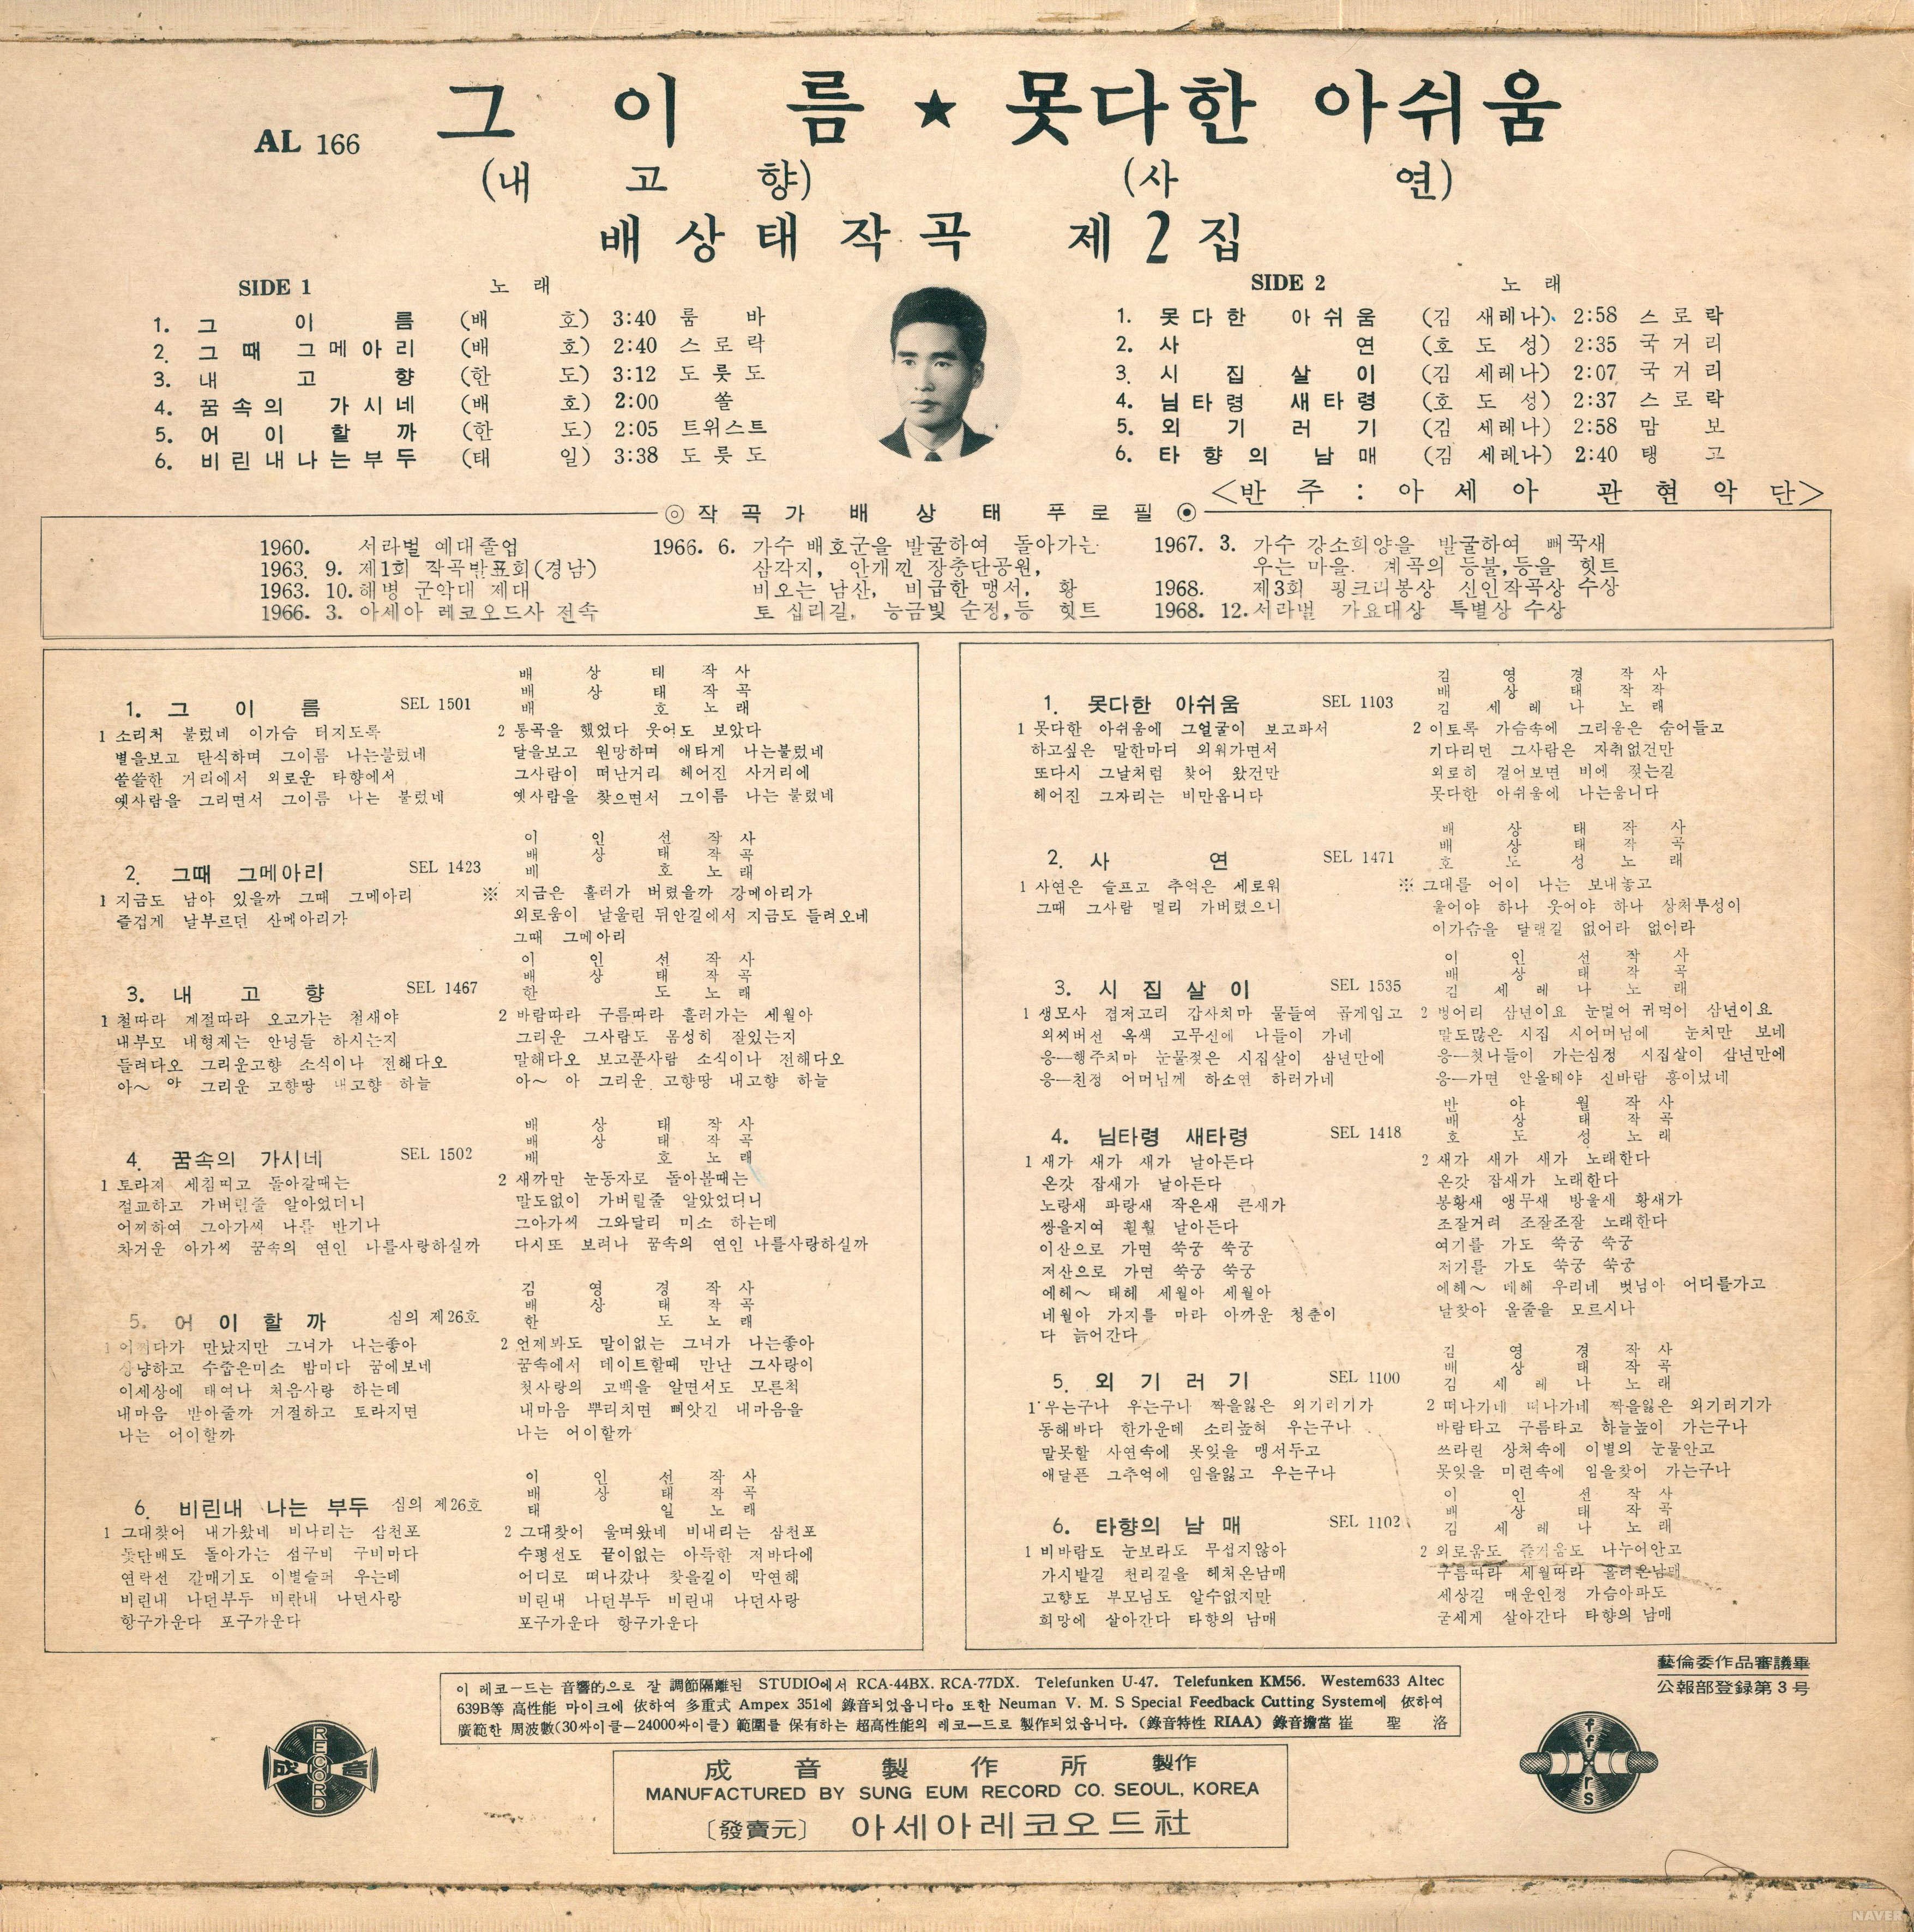 그 이 름 ★ 못다한 아쉬움
AL 166
(내 고 향) (사 연)
배상태작곡 제2집
SIDE 1 노 래
1. 그 이 름 (배 호) 3:40 룸 바
2. 그 때 그메아리 (배 호) 2:40 스로락
3. 내 고 향 (한 도) 3:12 도롯도
4. 꿈속의 가시네 (배 호) 2:00 쏠
5. 어 이 할 까 (한 도) 2:05 트위스트
6. 비린내나는부두 (태 일) 3:38 도롯도
SIDE 2 노 래
1. 못다한 아쉬움 (김 새레나) 2:58 스로락
2. 사 연 (호 도 성) 2:35 국거리
3. 시 집 살 이 (김 세레나) 2:07 국거리
4. 님타령 새타령 (호 도 성) 2:37 스로락
5. 외 기 러 기 (김 세레나) 2:58 맘 보
6. 타향의 남매 (김 세레나) 2:40 탱 고
<반 주 : 아 세 아 관 현 악 단>
◎ 작 곡 가 배 상 태 푸 로 필 ◉
1960. 서라벌 예대졸업
1963. 9. 제1회 작곡발표회(경남)
1963. 10. 해병 군악대 제대
1966. 3. 아세아 레코오드사 전속
1966. 6. 가수 배호군을 발굴하여 돌아가는
삼각지, 안개낀 장충단공원,
비오는 남산, 비급한 맹서, 황
토 십리길, 능금빛 순정,등 힛트
1967. 3. 가수 강소희양을 발굴하여 뻐꾹새
우는 마을. 계곡의 등불,등을 힛트
1968. 제3회 핑크리봉상 신인작곡상 수상
1968. 12. 서라벌 가요대상 특별상 수상
배 상 태 작 사
배 상 태 작 곡
배 호 노 래
1. 그 이 름 SEL 1501
1 소리처 불렀네 이가슴 터지도록
별을보고 탄식하며 그이름 나는불렀네
쓸쓸한 거리에서 외로운 타향에서
옛사람을 그리면서 그이름 나는 불렀네
2 통곡을 했었다 웃어도 보았다
달을보고 원망하며 애타게 나는불렀네
그사람이 떠난거리 헤어진 사거리에
옛사람을 찾으면서 그이름 나는 불렀네
이 인 선 작 사
배 상 태 작 곡
배 호 노 래
2. 그때 그메아리 SEL 1423
1 지금도 남아 있을까 그때 그메아리
즐겁게 날부르던 산메아리가
※ 지금은 흘러가 버렸을까 강메아리가
외로움이 날울린 뒤안길에서 지금도 들려오네
그때 그메아리
이 인 선 작 사
배 상 태 작 곡
한 도 노 래
3. 내 고 향 SEL 1467
1 철따라 계절따라 오고가는 철새야
내부모 내형제는 안녕들 하시는지
들려다오 그리운고향 소식이나 전해다오
아~ 아 그리운 고향땅 내고향 하늘
2 바람따라 구름따라 흘러가는 세월아
그리운 그사람도 몸성히 잘있는지
말해다오 보고푼사람 소식이나 전해다오
아~ 아 그리운 고향땅 내고향 하늘
배 상 태 작 사
배 상 태 작 곡
배 호 노 래
4. 꿈속의 가시네 SEL 1502
1 토라져 세침띠고 돌아갈때는
절교하고 가버릴줄 알아었더니
어찌하여 그아가씨 나를 반기나
차거운 아가씨 꿈속의 연인 나를사랑하실까
2 새까만 눈동자로 돌아볼때는
말도없이 가버릴줄 알았었더니
그아가씨 그와달리 미소 하는데
다시또 보려나 꿈속의 연인 나를사랑하실까
김 영 경 작 사
배 상 태 작 곡
한 도 노 래
5. 어 이 할 까 심의 제26호
만났지만 그녀가 나는좋아
상냥하고 수줍은미소 밤마다 꿈에보네
이세상에 태여나 처음사랑 하는데
내마음 받아줄까 거절하고 토라지면
나는 어이할까
2 언제봐도 말이없는 그녀가 나는좋아
꿈속에서 데이트할때 만난 그사랑이
첫사랑의 고백을 알면서도 모른척
내마음 뿌리치면 뻐앗긴 내마음을
나는 어이할까
이 인 선 작 사
배 상 태 작 곡
태 일 노 래
6. 비린내 나는 부두 심의 제26호
1 그대찾어 내가왔네 비나리는 삼천포
돗단배도 돌아가는 섬구비 구비마다
연락선 갈매기도 이별슬퍼 우는데
비린내 나던부두 비란내 나던사랑
항구가운다 포구가운다
2 그대찾이 울며왔네 비내리는 삼천포
수평선도 끝이없는 아득한 저바다에
어디로 떠나갔나 찾을길이 막연해
비린내 나던부두 비린내 나던사랑
포구가운다 항구가운다
김 영 경 작 사
배 상 태 작 작
김 세 레 나 노 래
1. 못다한 아쉬움 SEL 1103
1 못다한 아쉬움에 그얼굴이 보고파서
하고싶은 말한마디 외워가면서
또다시 그날처럼 찾어 왔건만
헤어진 그자리는 비만옵니다
2 이토록 가슴속에 그리움은 숨어들고
기다리던 그사람은 자취없건만
외로히 걸어보면 비에 젖는길
못다한 아쉬움에 나는웁니다
배 상 태 작 사
배 상 태 작 곡
호 도 성 노 래
2. 사 연 SEL 1471
1 사연은 슬프고 추억은 세로워
그때 그사람 멀리 가버렸으니
※ 그대를 어이 나는 보내놓고
울어야 하나 웃어야 하나 상처투성이
이가슴을 달랠길 없어라 없어라
이 인 선 작 사
배 상 태 작 곡
김 세 레 나 노 래
3. 시 집 살 이 SEL 1535
1 생모사 겹저고리 갑사치마 물들여 곱게입고
외씨버선 옥색 고무신에 나들이 가네
응—행주치마 눈물젖은 시집살이 삼년만에
응—친정 어머님께 하소연 하러가네
2 벙어리 삼년이요 눈멀어 귀먹어 삼년이요
말도많은 시집 시어머님에 눈치만 보네
응—첫나들이 가는심정 시집살이 삼년만에
응—가면 안올테야 신바람 흥이났네
반 야 월 작 사
배 상 태 작 곡
호 도 성 노 래
4. 님타령 새타령 SEL 1418
1 새가 새가 새가 날아든다
온갓 잡새가 날아든다
노랑새 파랑새 작은새 큰새가
쌍을지여 훨훨 날아든다
이산으로 가면 쑥궁 쑥궁
저산으로 가면 쑥궁 쑥궁
에헤~ 태헤 세월아 세월아
네월아 가지를 마라 아까운 청춘이
다 늙어간다
2 새가 새가 새가 노래한다
온갓 잡새가 노래한다
봉황새 앵무새 방울새 황새가
조잘거려 조잘조잘 노래한다
여기를 가도 쑥궁 쑥궁
저기를 가도 쑥궁 쑥궁
에헤~ 데헤 우리네 벗님아 어디를가고
날찾아 올줄을 모르시나
김 영 경 작 사
배 상 태 작 곡
김 세 레 나 노 래
5. 외 기 러 기 SEL 1100
1 우는구나 우는구나 짝을잃은 외기러기가
동해바다 한가운데 소리높혀 우는구나
말못할 사연속에 못잊을 맹서두고
애달픈 그추억에 임을잃고 우는구나
2 떠나가네 떠나가네 짝을잃은 외기러기가
바람타고 구름타고 하늘높이 가는구나
쓰라린 상처속에 이별의 눈물안고
못잊을 미련속에 임을찾어 가는구나
이 인 선 작 사
배 상 태 작 곡
김 세 레 나 노 래
6. 타향의 남매 SEL 1102
1 비바람도 눈보라도 무섭지않아
가시밭길 천리길을 헤처온남매
고향도 부모님도 알수없지만
희망에 살아간다 타향의 남매
2 외로움도 즐거움도 나누어안고
구름따라 세월따라 흘러온남매
세상길 매운인정 가슴아파도
굳세게 살아간다 타향의 남매
藝倫委作品審議畢
公報部登録第3号
이 레코—드는 音響的으로 잘 調節隔離된 STUDIO에서 RCA-44BX. RCA-77DX. Telefunken U-47. Telefunken KM56. Westem633 Altec
639B等 高性能 마이크에 依하여 多重式 Ampex 351에 錄音되었읍니다。 또한 Neuman V. M. S Special Feedback Cutting System에 依하여
廣範한 周波數(30싸이클—24000싸이클) 範圍를 保有하는 超高性能의 레코—드로 製作되었읍니다. (錄音特性 RIAA) 錄音擔當 崔 聖 洛
成 音 製 作 所 製作
MANUFACTURED BY SUNG EUM RECORD CO. SEOUL, KOREA
〔發賣元〕 아세아레코오드社
成 RECORD 音
ffrrs
NAVER